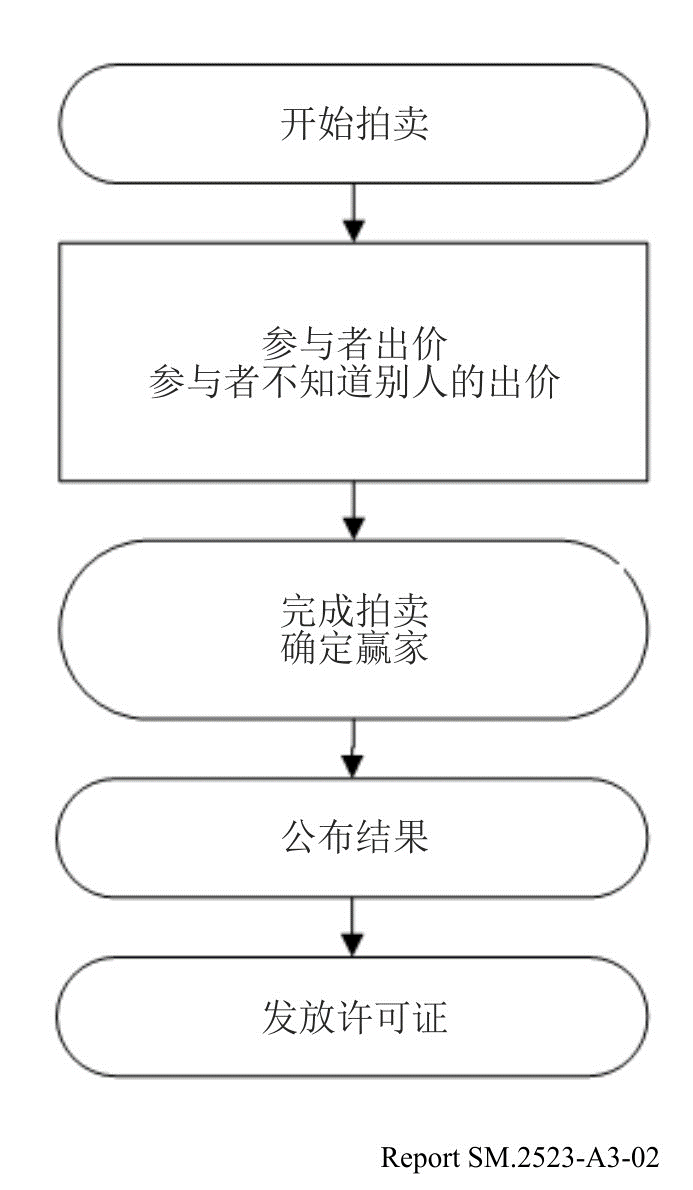 开始拍卖
参与者出价
参与者不知道别人的出价
完成拍卖
确定赢家
公布结果
发放许可证
Report SM.2523-A3-02